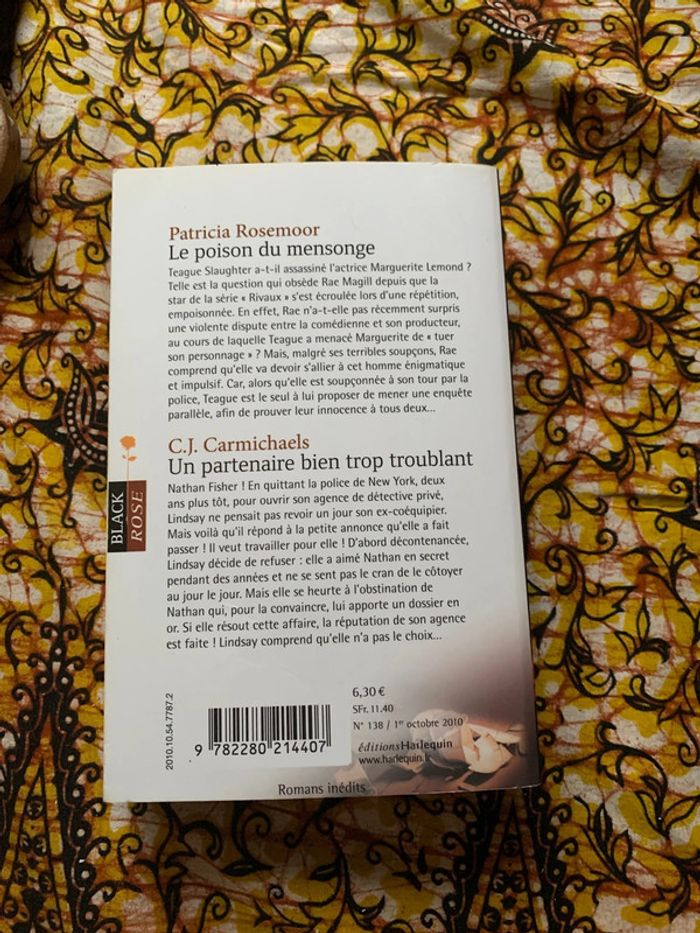 Patricia Rosemoor
Le poison du mensonge
Teague Slaughter a-t-il assassiné l'actrice Marguerite Lemond ?
Telle est la question qui obsède Rae Magill depuis que la
star de la série « Rivaux » s'est écroulée lors d'une répétition,
empoisonnée. En effet, Rae n'a-t-elle pas récemment surpris
une violente dispute entre la comédienne et son producteur,
au cours de laquelle Teague a menacé Marguerite de « tuer
son personnage » ? Mais, malgré ses terribles soupçons, Rae
comprend qu'elle va devoir s'allier à cet homme énigmatique
et impulsif. Car, alors qu'elle est soupçonnée à son tour par la
police, Teague est le seul à lui proposer de mener une enquête
parallèle, afin de prouver leur innocence à tous deux...
C.J. Carmichaels
Un partenaire bien trop troublant
Nathan Fisher ! En quittant la police de New York, deux
ans plus tôt, pour ouvrir son agence de détective privé,
Lindsay ne pensait pas revoir un jour son ex-coéquipier.
Mais voilà qu'il répond à la petite annonce qu'elle a fait
passer ! Il veut travailler pour elle ! D'abord décontenancée,
Lindsay décide de refuser : elle a aimé Nathan en secret
pendant des années et ne se sent pas le cran de le côtoyer
au jour le jour. Mais elle se heurte à l'obstination de
Nathan qui, pour la convaincre, lui apporte un dossier en
or. Si elle résout cette affaire, la réputation de son agence
est faite ! Lindsay comprend qu'elle n'a pas le choix...
BLACK
ROSE
2010.10.54.7787.2
9 782280 214407
6,30 €
SFr. 11.40
N° 138 / 1er octobre 2010
éditions Harlequin
www.harlequin.fr
Romans inédits